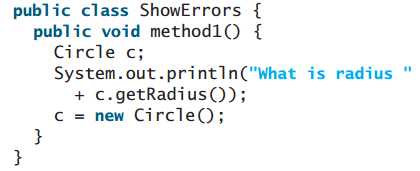 public class ShowErrors {
  public void method1() {
    Circle c;
    System.out.println("What is radius "
      + c.getRadius());
    c = new Circle();
  }
}